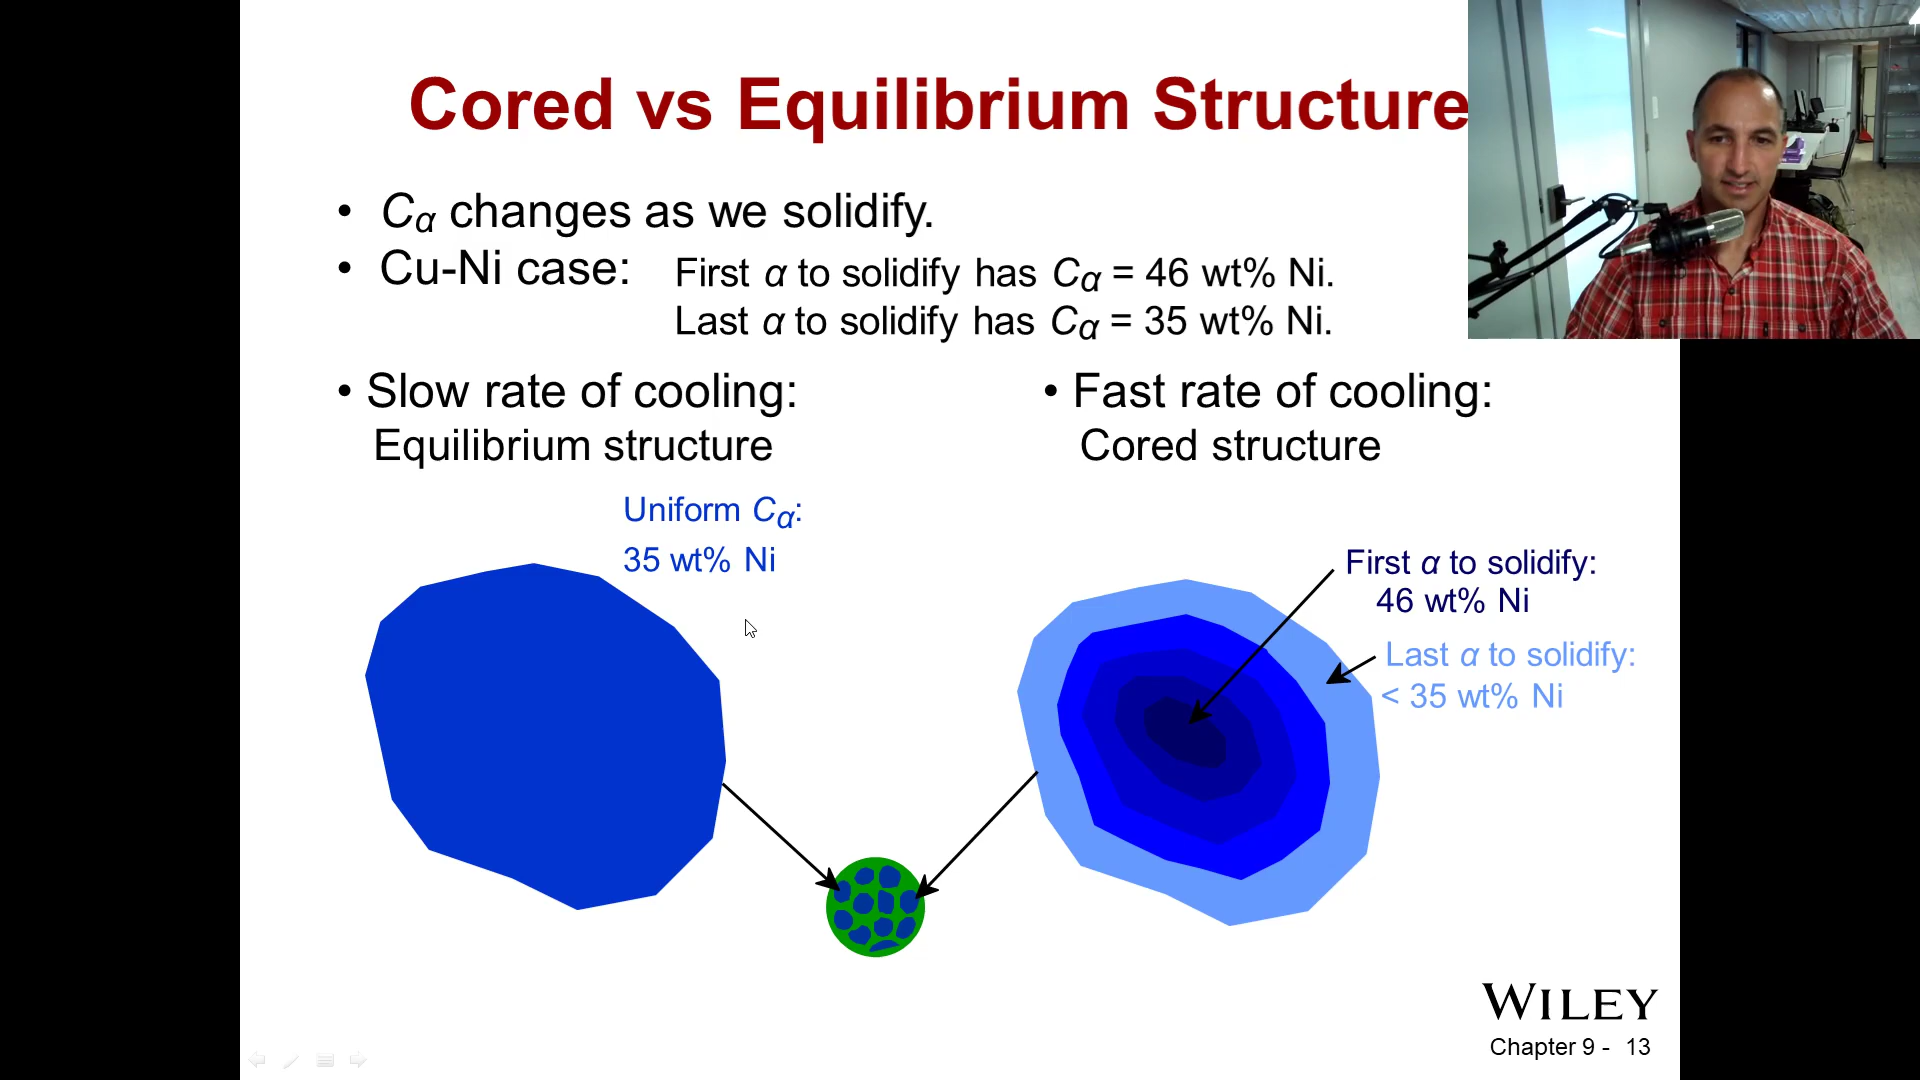 Cored vs Equilibrium Structure
• Cα changes as we solidify.
• Cu-Ni case: First α to solidify has Cα = 46 wt% Ni.
Last α to solidify has Cα = 35 wt% Ni.
• Slow rate of cooling:
Equilibrium structure
• Fast rate of cooling:
Cored structure
Uniform Cα:
35 wt% Ni
First α to solidify:
46 wt% Ni
Last α to solidify:
< 35 wt% Ni
WILEY
Chapter 9 - 13